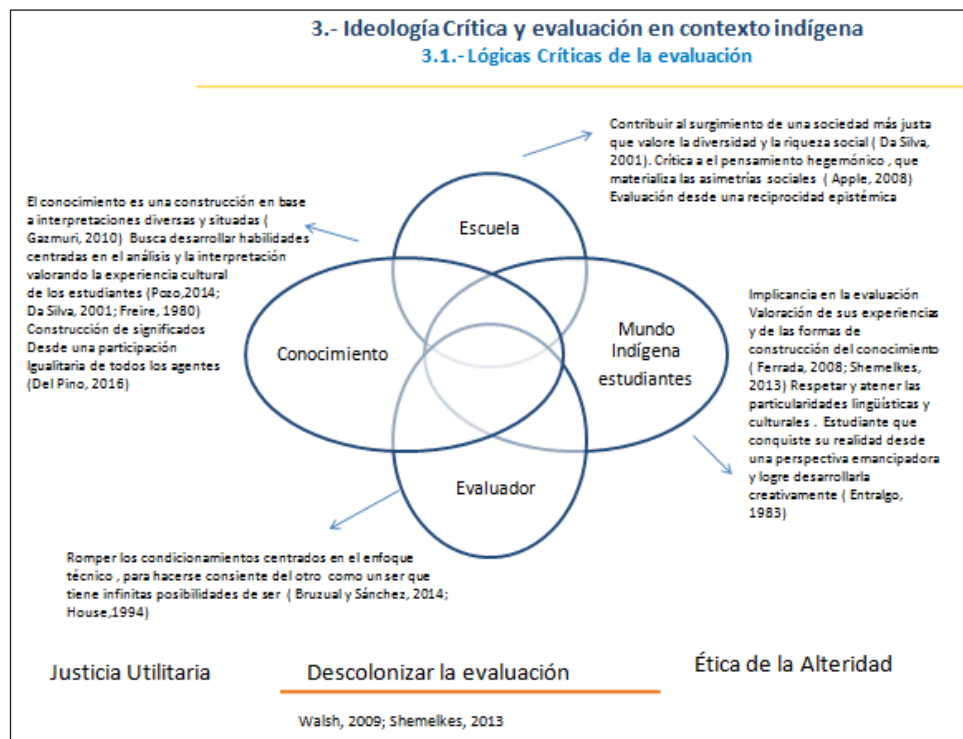 3.- Ideología Crítica y evaluación en contexto indígena
3.1.- Lógicas Críticas de la evaluación
Contribuir al surgimiento de una sociedad más justa
que valore la diversidad y la riqueza social ( Da Silva,
2001). Crítica a el pensamiento hegemónico , que
materializa las asimetrías sociales ( Apple, 2008)
Evaluación desde una reciprocidad epistémica
El conocimiento es una construcción en base
a interpretaciones diversas y situadas (
Gazmuri, 2010) Busca desarrollar habilidades
centradas en el análisis y la interpretación
valorando la experiencia cultural
de los estudiantes (Pozo,2014;
Da Silva, 2001; Freire, 1980)
Construcción de significados
Desde una participación
Igualitaria de todos los agentes
(Del Pino, 2016)
Escuela
Conocimiento
Mundo
Indígena
estudiantes
Evaluador
Implicancia en la evaluación
Valoración de sus experiencias
y de las formas de
construcción del conocimiento
( Ferrada, 2008; Shemelkes,
2013) Respetar y atener las
particularidades lingüísticas y
culturales . Estudiante que
conquiste su realidad desde
una perspectiva emancipadora
y logre desarrollarla
creativamente ( Entralgo,
1983)
Romper los condicionamientos centrados en el enfoque
técnico , para hacerse consiente del otro como un ser que
tiene infinitas posibilidades de ser ( Bruzual y Sánchez, 2014;
House,1994)
Justicia Utilitaria
Descolonizar la evaluación
Ética de la Alteridad
Walsh, 2009; Shemelkes, 2013